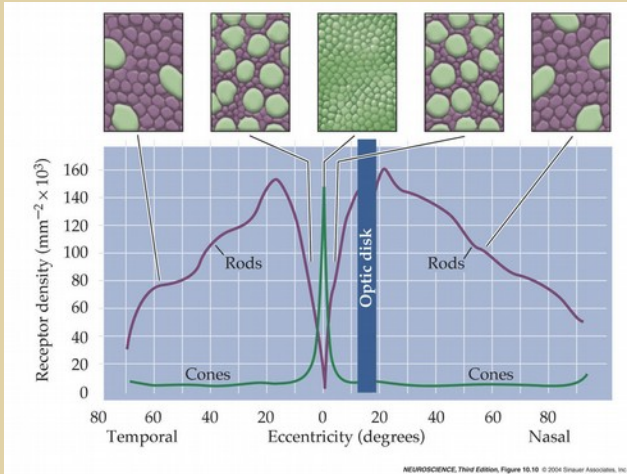 160
140
120
100
80
60
40
20
0
Receptor density (mm−2 × 103)
Rods
Rods
Cones
Cones
Optic disk
80 60 40 20 0 40 60 80
Temporal Eccentricity (degrees) Nasal
NEUROSCIENCE, Third Edition, Figure 10.10 © 2004 Sinauer Associates, Inc.